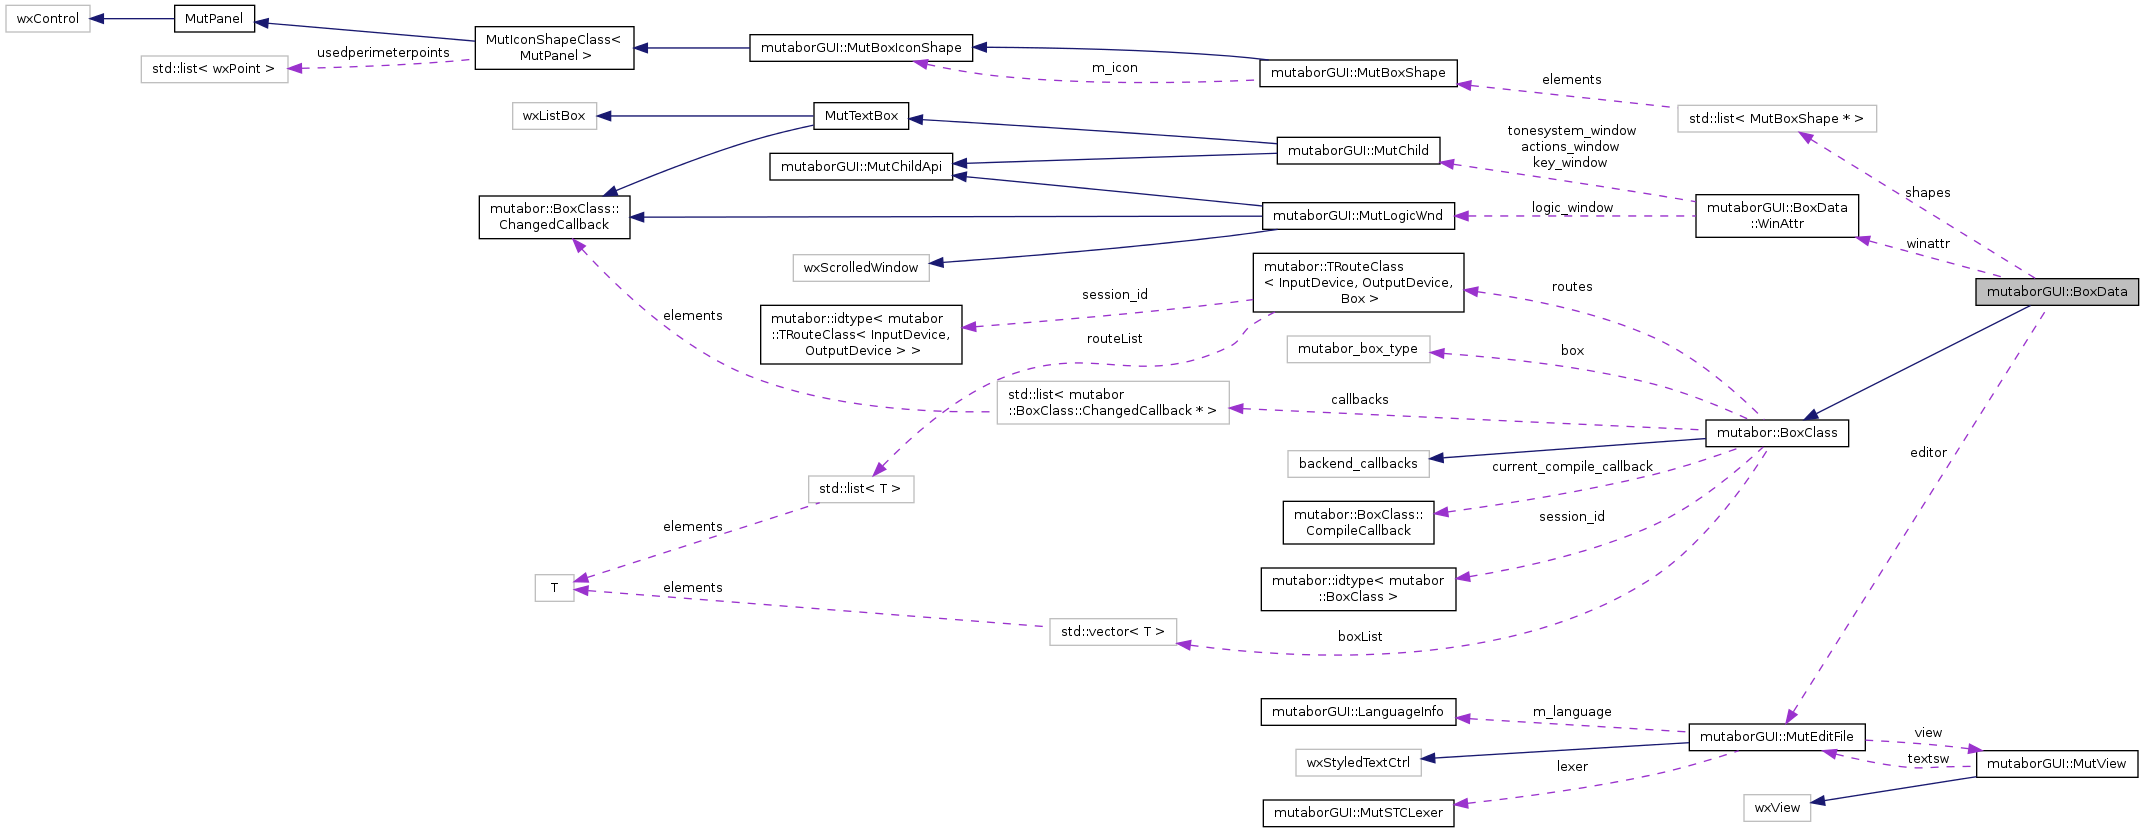 wxControl
MutPanel
usedperimeterpoints
std::list< wxPoint >
MutIconShapeClass<
MutPanel >
mutaborGUI::MutBoxIconShape
m_icon
mutaborGUI::MutBoxShape
elements
std::list< MutBoxShape * >
wxListBox
MutTextBox
mutaborGUI::MutChildApi
mutaborGUI::MutChild
tonesystem_window
actions_window
key_window
shapes
mutabor::BoxClass::
ChangedCallback
mutaborGUI::MutLogicWnd
logic_window
mutaborGUI::BoxData
::WinAttr
winattr
wxScrolledWindow
mutabor::TRouteClass
< InputDevice, OutputDevice,
Box >
routes
mutaborGUI::BoxData
session_id
elements
mutabor::idtype< mutabor
::TRouteClass< InputDevice,
OutputDevice > >
routeList
mutabor_box_type
box
std::list< mutabor
::BoxClass::ChangedCallback * >
callbacks
mutabor::BoxClass
backend_callbacks
current_compile_callback
editor
std::list< T >
mutabor::BoxClass::
CompileCallback
session_id
elements
T
elements
mutabor::idtype< mutabor
::BoxClass >
std::vector< T >
boxList
mutaborGUI::LanguageInfo
m_language
mutaborGUI::MutEditFile
view
textsw
mutaborGUI::MutView
wxStyledTextCtrl
lexer
mutaborGUI::MutSTCLexer
wxView